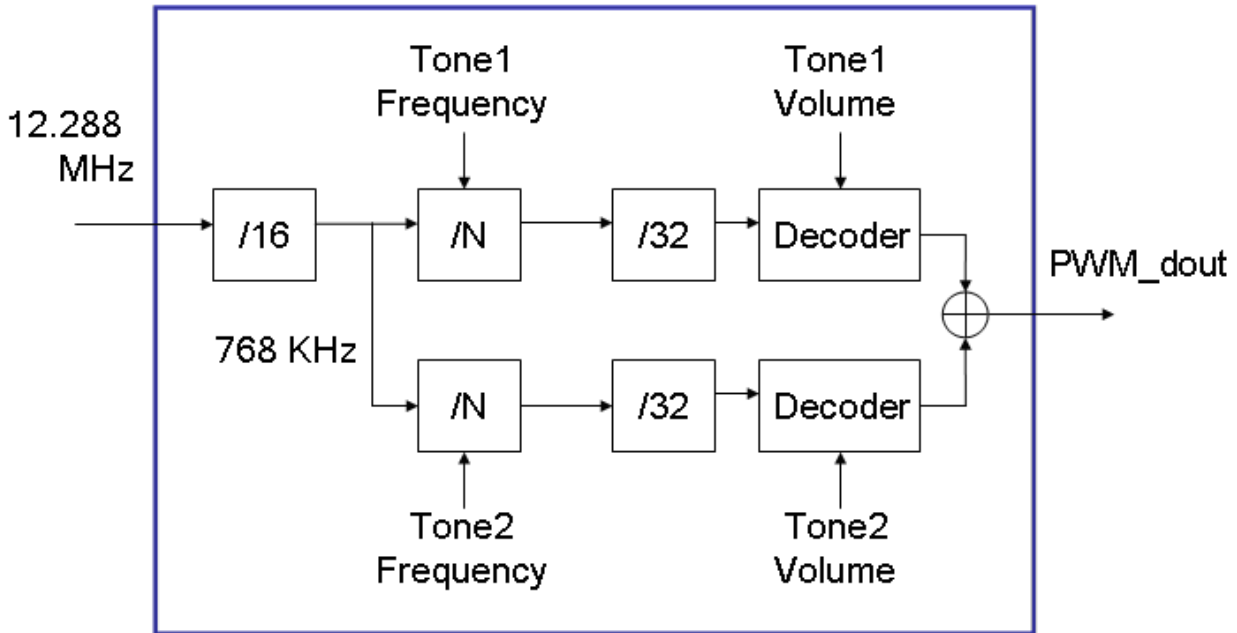 Tone1
Frequency
Tone1
Volume
12.288
MHz
/16
/N
/32
Decoder
PWM_dout
768 KHz
/N
/32
Decoder
Tone2
Frequency
Tone2
Volume